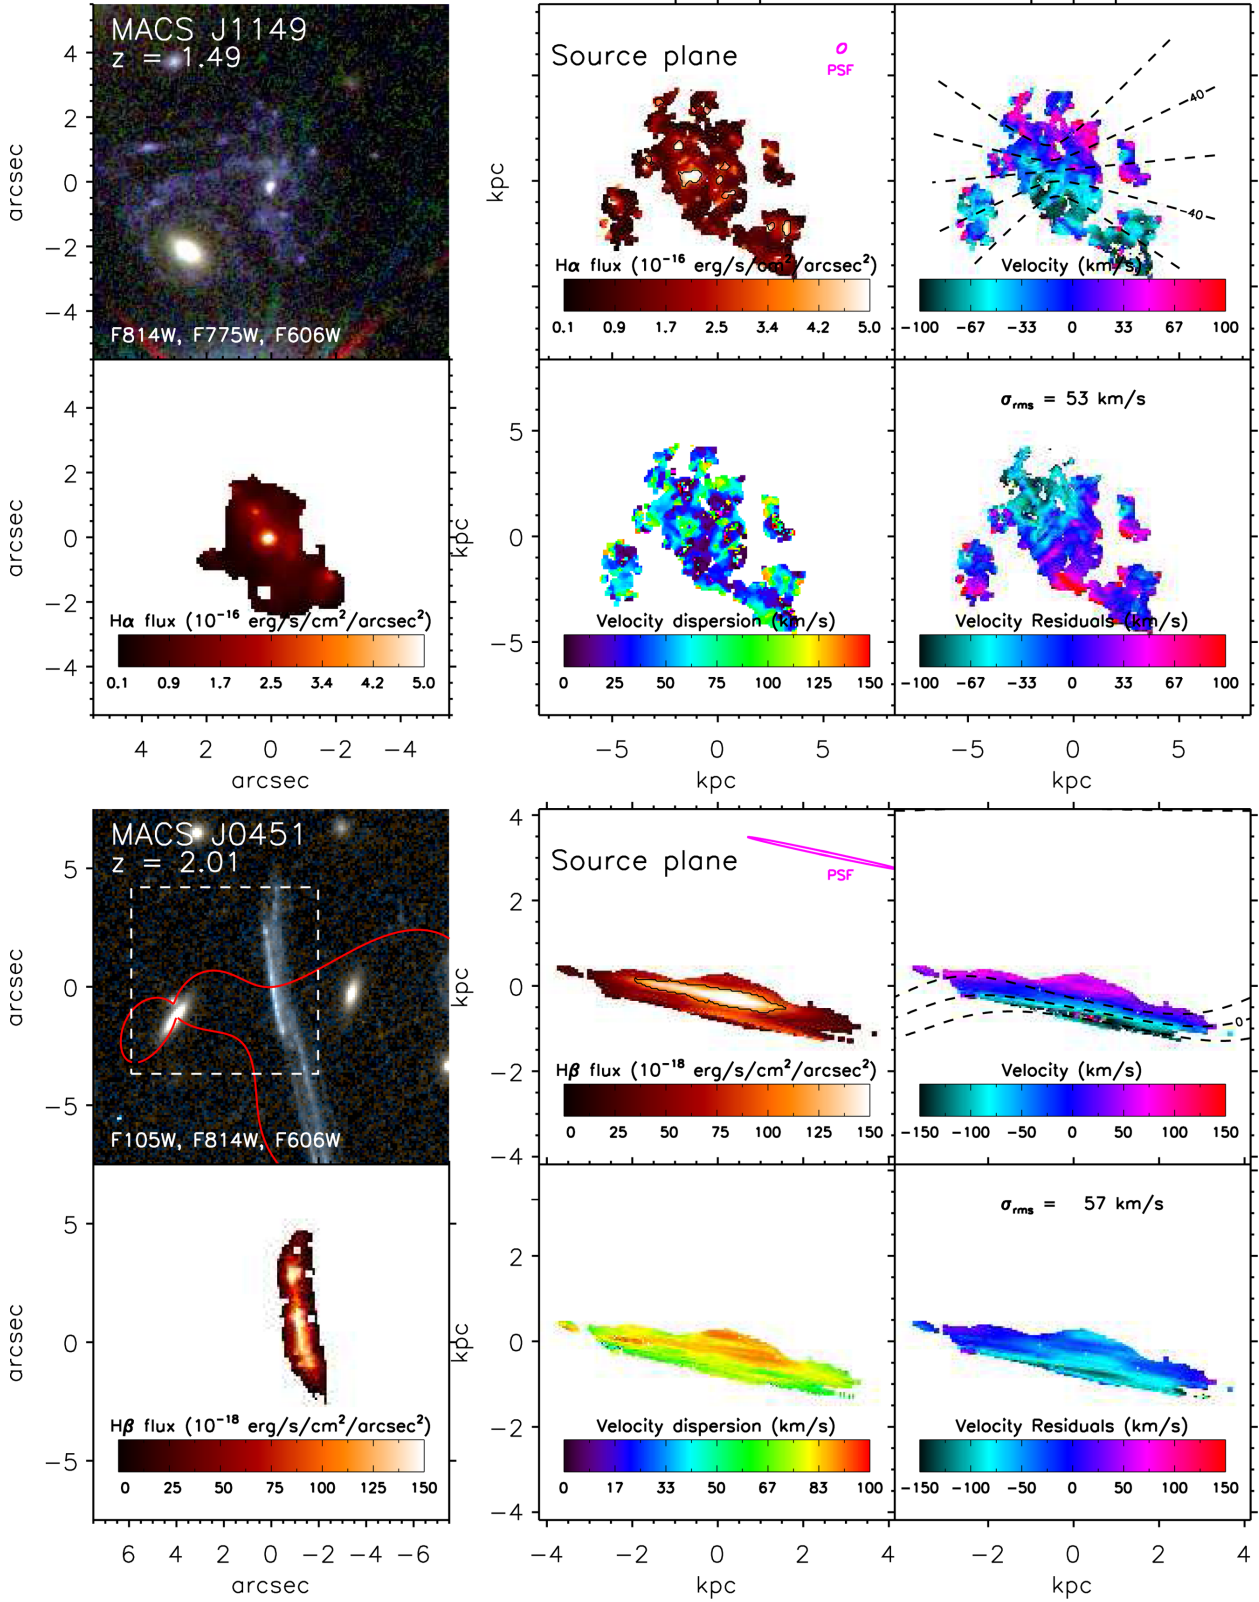 MACS J1149
z = 1.49
4
2
0
−2
−4
arcsec
F814W, F775W, F606W
Source plane
PSF
kpc
Hα flux (10⁻¹⁶ erg/s/cm²/arcsec²)
0.1 0.9 1.7 2.5 3.4 4.2 5.0
40
−40
Velocity (km/s)
−100 −67 −33 0 33 67 100
4
2
0
−2
−4
arcsec
Hα flux (10⁻¹⁶ erg/s/cm²/arcsec²)
0.1 0.9 1.7 2.5 3.4 4.2 5.0
4 2 0 −2 −4
arcsec
kpc
5
0
−5
Velocity dispersion (km/s)
0 25 50 75 100 125 150
−5 0 5
kpc
σrms = 53 km/s
Velocity Residuals (km/s)
−100 −67 −33 0 33 67 100
−5 0 5
kpc
MACS J0451
z = 2.01
5
0
−5
arcsec
F105W, F814W, F606W
kpc
4
2
0
−2
−4
Source plane
PSF
Hβ flux (10⁻¹⁸ erg/s/cm²/arcsec²)
0 25 50 75 100 125 150
0
Velocity (km/s)
−150 −100 −50 0 50 100 150
5
0
−5
arcsec
Hβ flux (10⁻¹⁸ erg/s/cm²/arcsec²)
0 25 50 75 100 125 150
6 4 2 0 −2 −4 −6
arcsec
kpc
2
0
−2
−4
Velocity dispersion (km/s)
0 17 33 50 67 83 100
−4 −2 0 2 4
kpc
σrms = 57 km/s
Velocity Residuals (km/s)
−150 −100 −50 0 50 100 150
−2 0 2 4
kpc